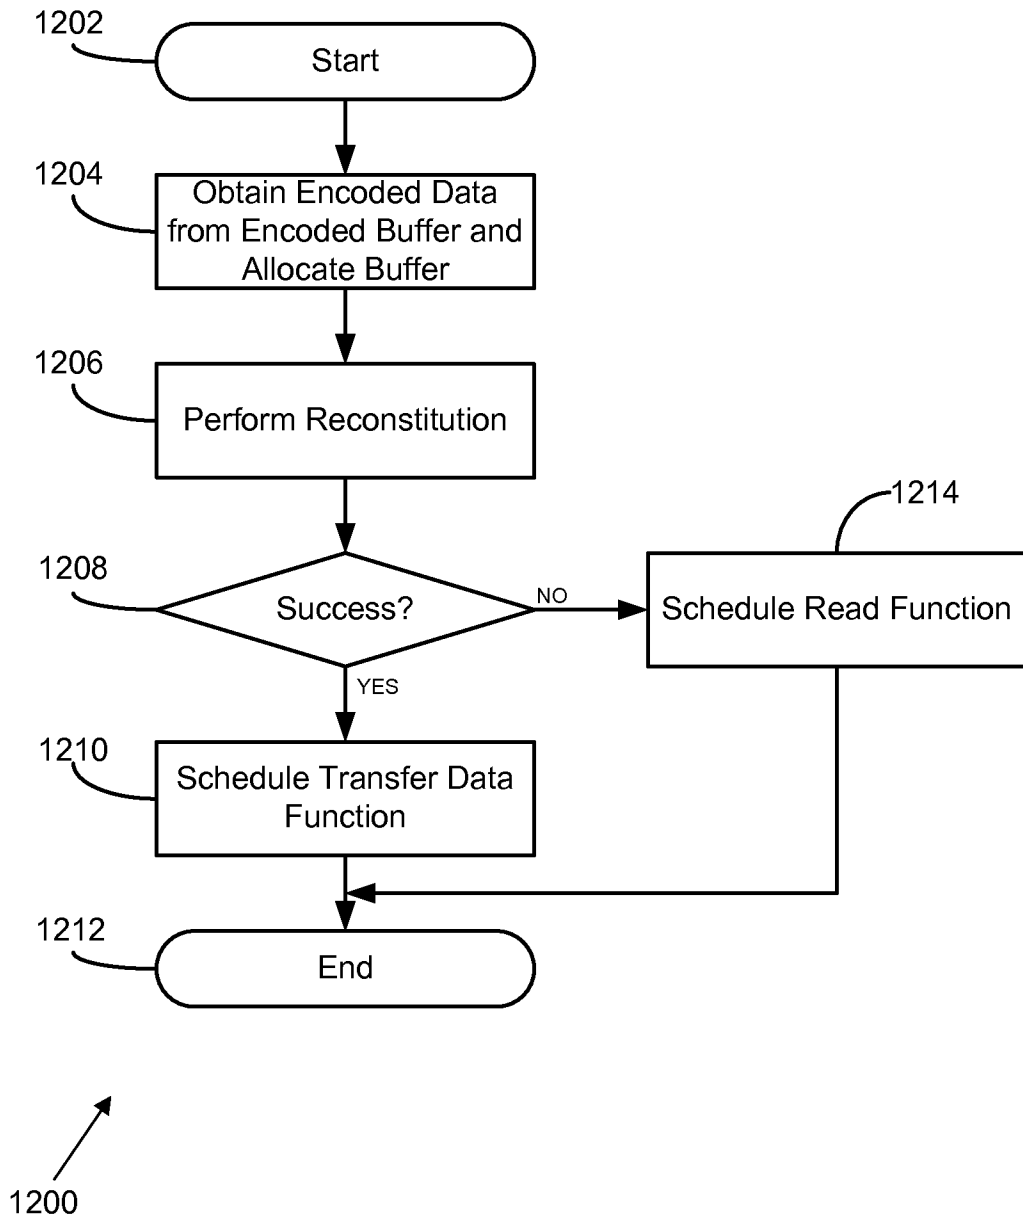 1202
Start
1204
Obtain Encoded Data
from Encoded Buffer and
Allocate Buffer
1206
Perform Reconstitution
1214
1208
Success?
NO
Schedule Read Function
YES
1210
Schedule Transfer Data
Function
1212
End
1200